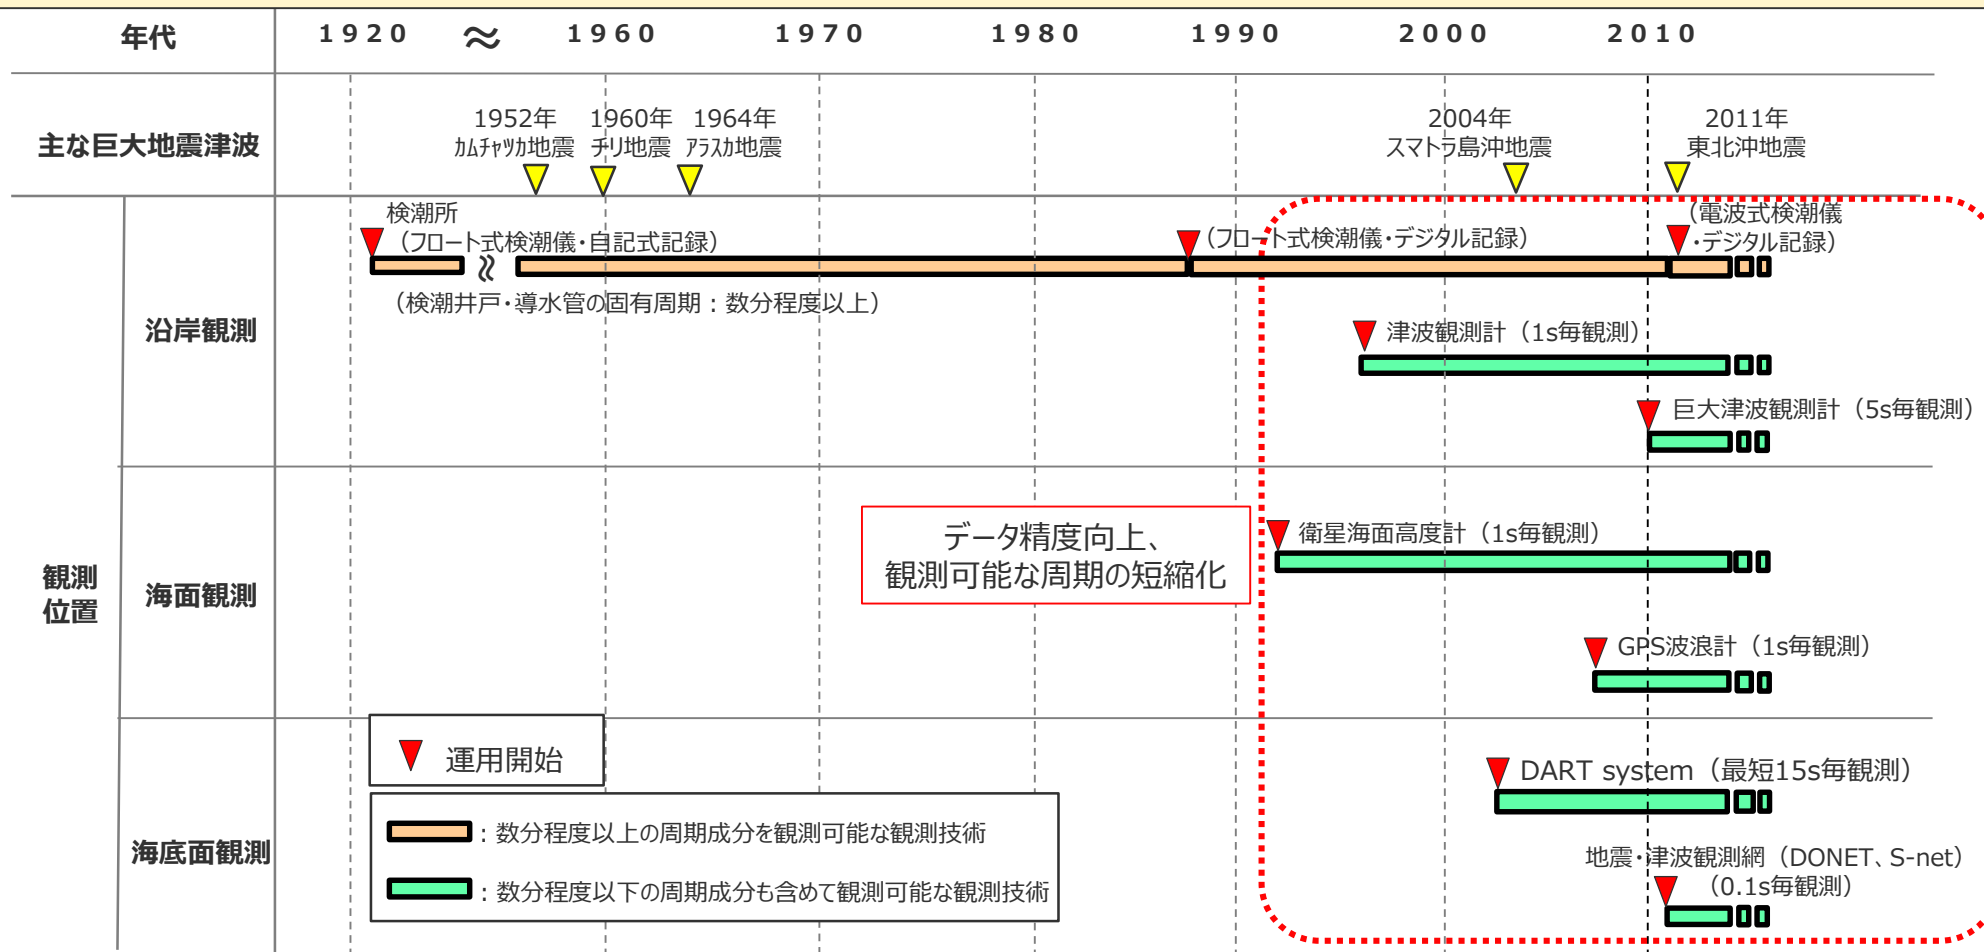 年代
1920
≈
1960
1970
1980
1990
2000
2010
主な巨大地震津波
1952年
ｶﾑﾁｬﾂｶ地震
1960年
チリ地震
1964年
ｱﾗｽｶ地震
2004年
スマトラ島沖地震
2011年
東北沖地震
観測
位置
沿岸観測
検潮所
（フロート式検潮儀・自記式記録）
（フロート式検潮儀・デジタル記録）
（電波式検潮儀
・デジタル記録）
（検潮井戸・導水管の固有周期：数分程度以上）
津波観測計（1s毎観測）
巨大津波観測計（5s毎観測）
海面観測
データ精度向上、
観測可能な周期の短縮化
衛星海面高度計（1s毎観測）
GPS波浪計（1s毎観測）
海底面観測
運用開始
DART system（最短15s毎観測）
：数分程度以上の周期成分を観測可能な観測技術
地震・津波観測網（DONET、S-net）
（0.1s毎観測）
：数分程度以下の周期成分も含めて観測可能な観測技術